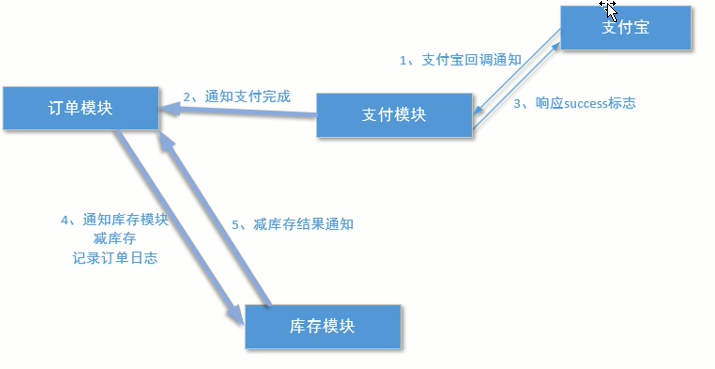 支付宝
1、支付宝回调通知
2、通知支付完成
订单模块
支付模块
3、响应success标志
4、通知库存模块
减库存
记录订单日志
5、减库存结果通知
库存模块